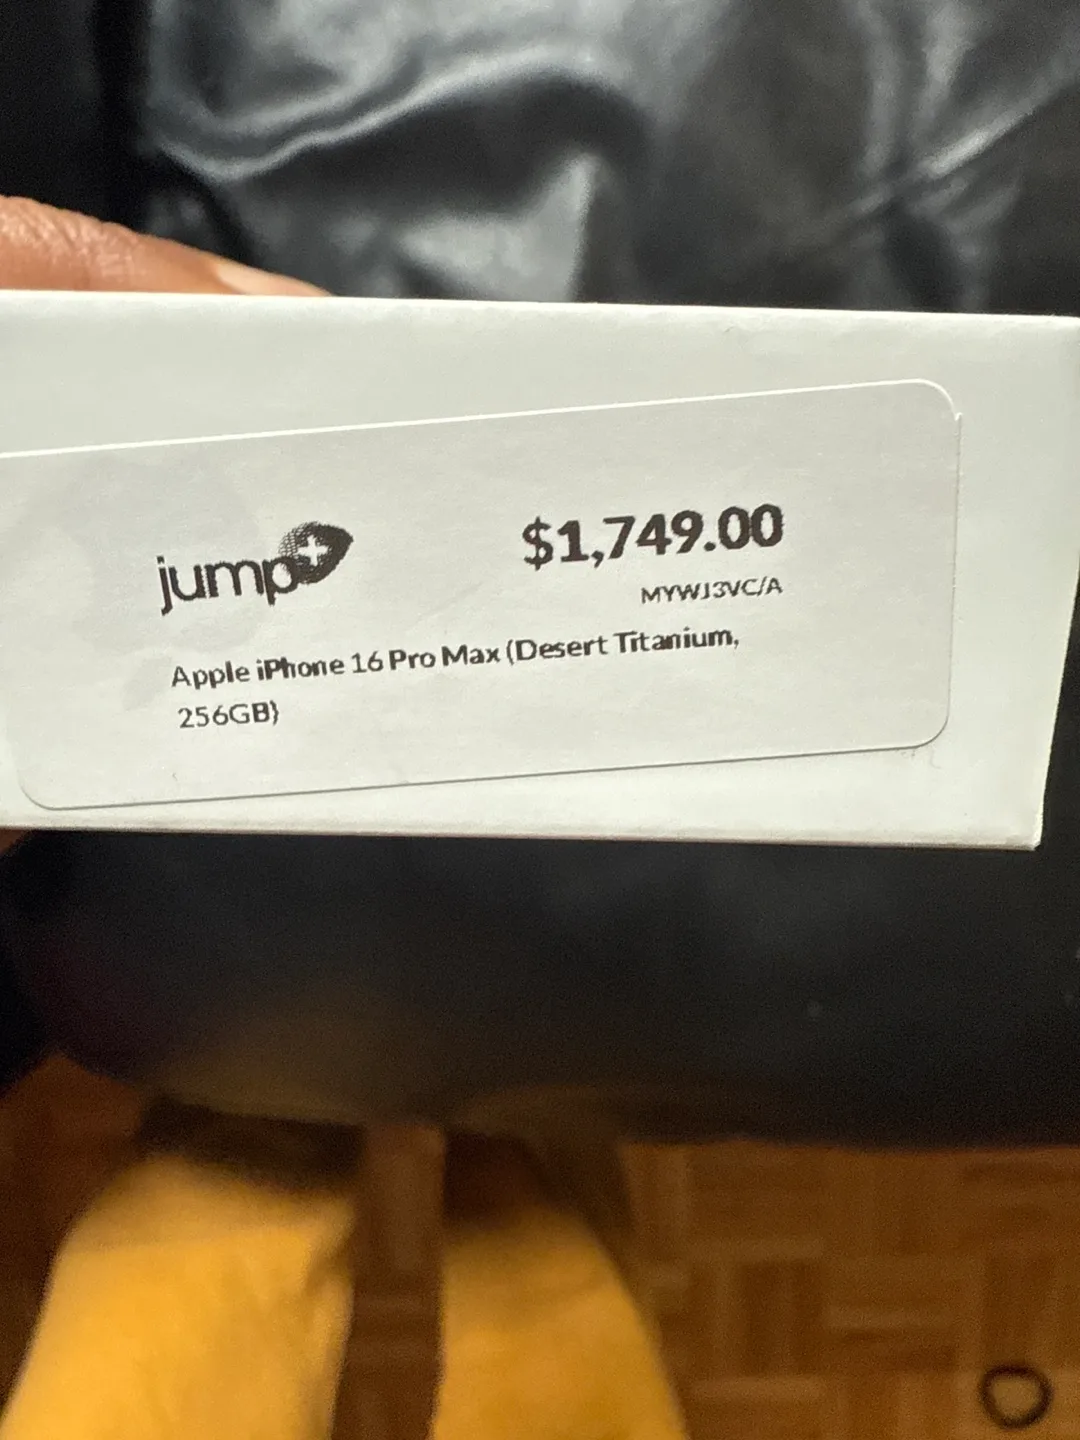 jump+
$1,749.00
MYWJ3VC/A
Apple iPhone 16 Pro Max (Desert Titanium,
256GB)